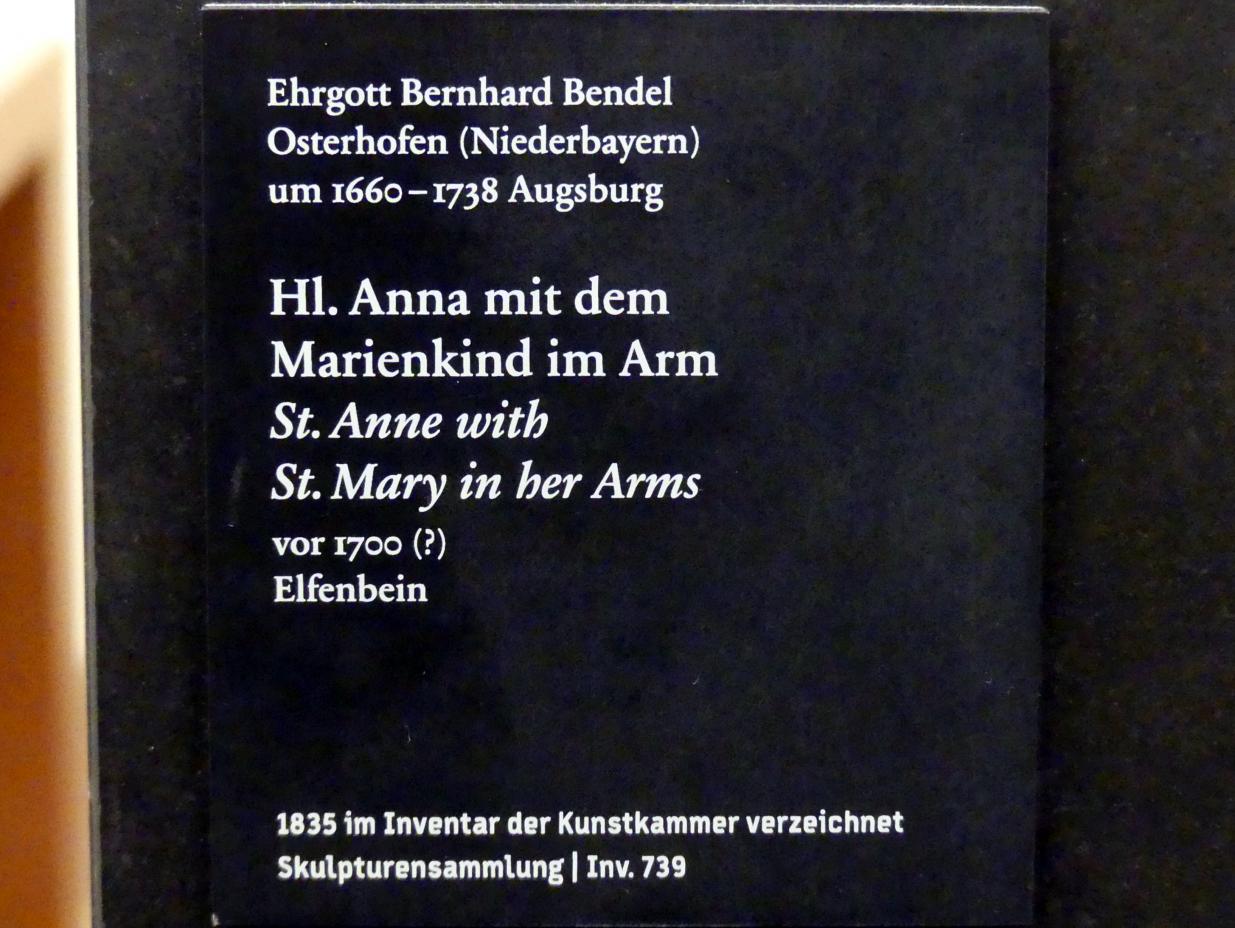 Ehrgott Bernhard Bendel
Osterhofen (Niederbayern)
um 1660–1738 Augsburg
Hl. Anna mit dem
Marienkind im Arm
St. Anne with
St. Mary in her Arms
vor 1700 (?)
Elfenbein
1835 im Inventar der Kunstkammer verzeichnet
Skulpturensammlung | Inv. 739